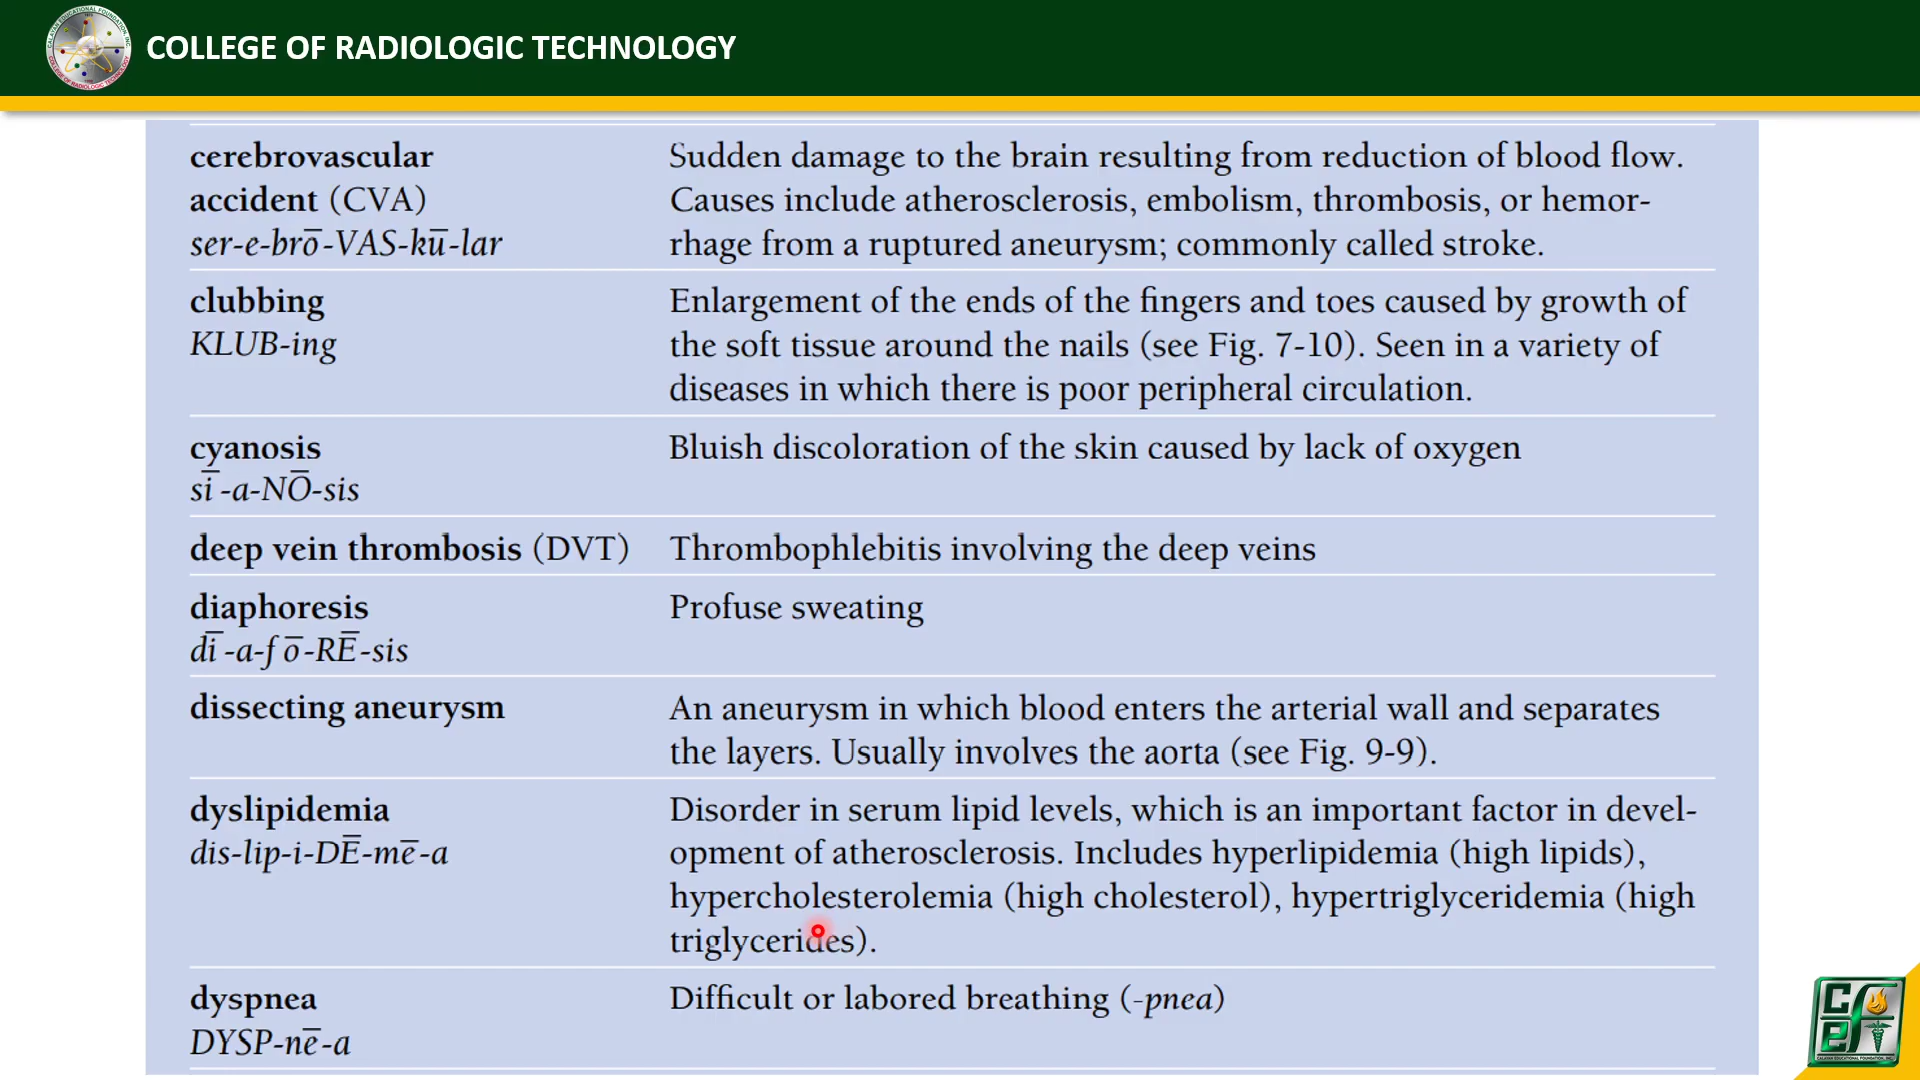 COLLEGE OF RADIOLOGIC TECHNOLOGY
cerebrovascular
accident (CVA)
ser-e-brō-VAS-kū-lar
Sudden damage to the brain resulting from reduction of blood flow.
Causes include atherosclerosis, embolism, thrombosis, or hemor-
rhage from a ruptured aneurysm; commonly called stroke.
clubbing
KLUB-ing
Enlargement of the ends of the fingers and toes caused by growth of
the soft tissue around the nails (see Fig. 7-10). Seen in a variety of
diseases in which there is poor peripheral circulation.
cyanosis
sī-a-NŌ-sis
Bluish discoloration of the skin caused by lack of oxygen
deep vein thrombosis (DVT)
Thrombophlebitis involving the deep veins
diaphoresis
dī-a-fō-RĒ-sis
Profuse sweating
dissecting aneurysm
An aneurysm in which blood enters the arterial wall and separates
the layers. Usually involves the aorta (see Fig. 9-9).
dyslipidemia
dis-lip-i-DĒ-mē-a
Disorder in serum lipid levels, which is an important factor in devel-
opment of atherosclerosis. Includes hyperlipidemia (high lipids),
hypercholesterolemia (high cholesterol), hypertriglyceridemia (high
triglycerides).
dyspnea
DYSP-nē-a
Difficult or labored breathing (-pnea)
CEFI
CALAYAN EDUCATIONAL FOUNDATION, INC.